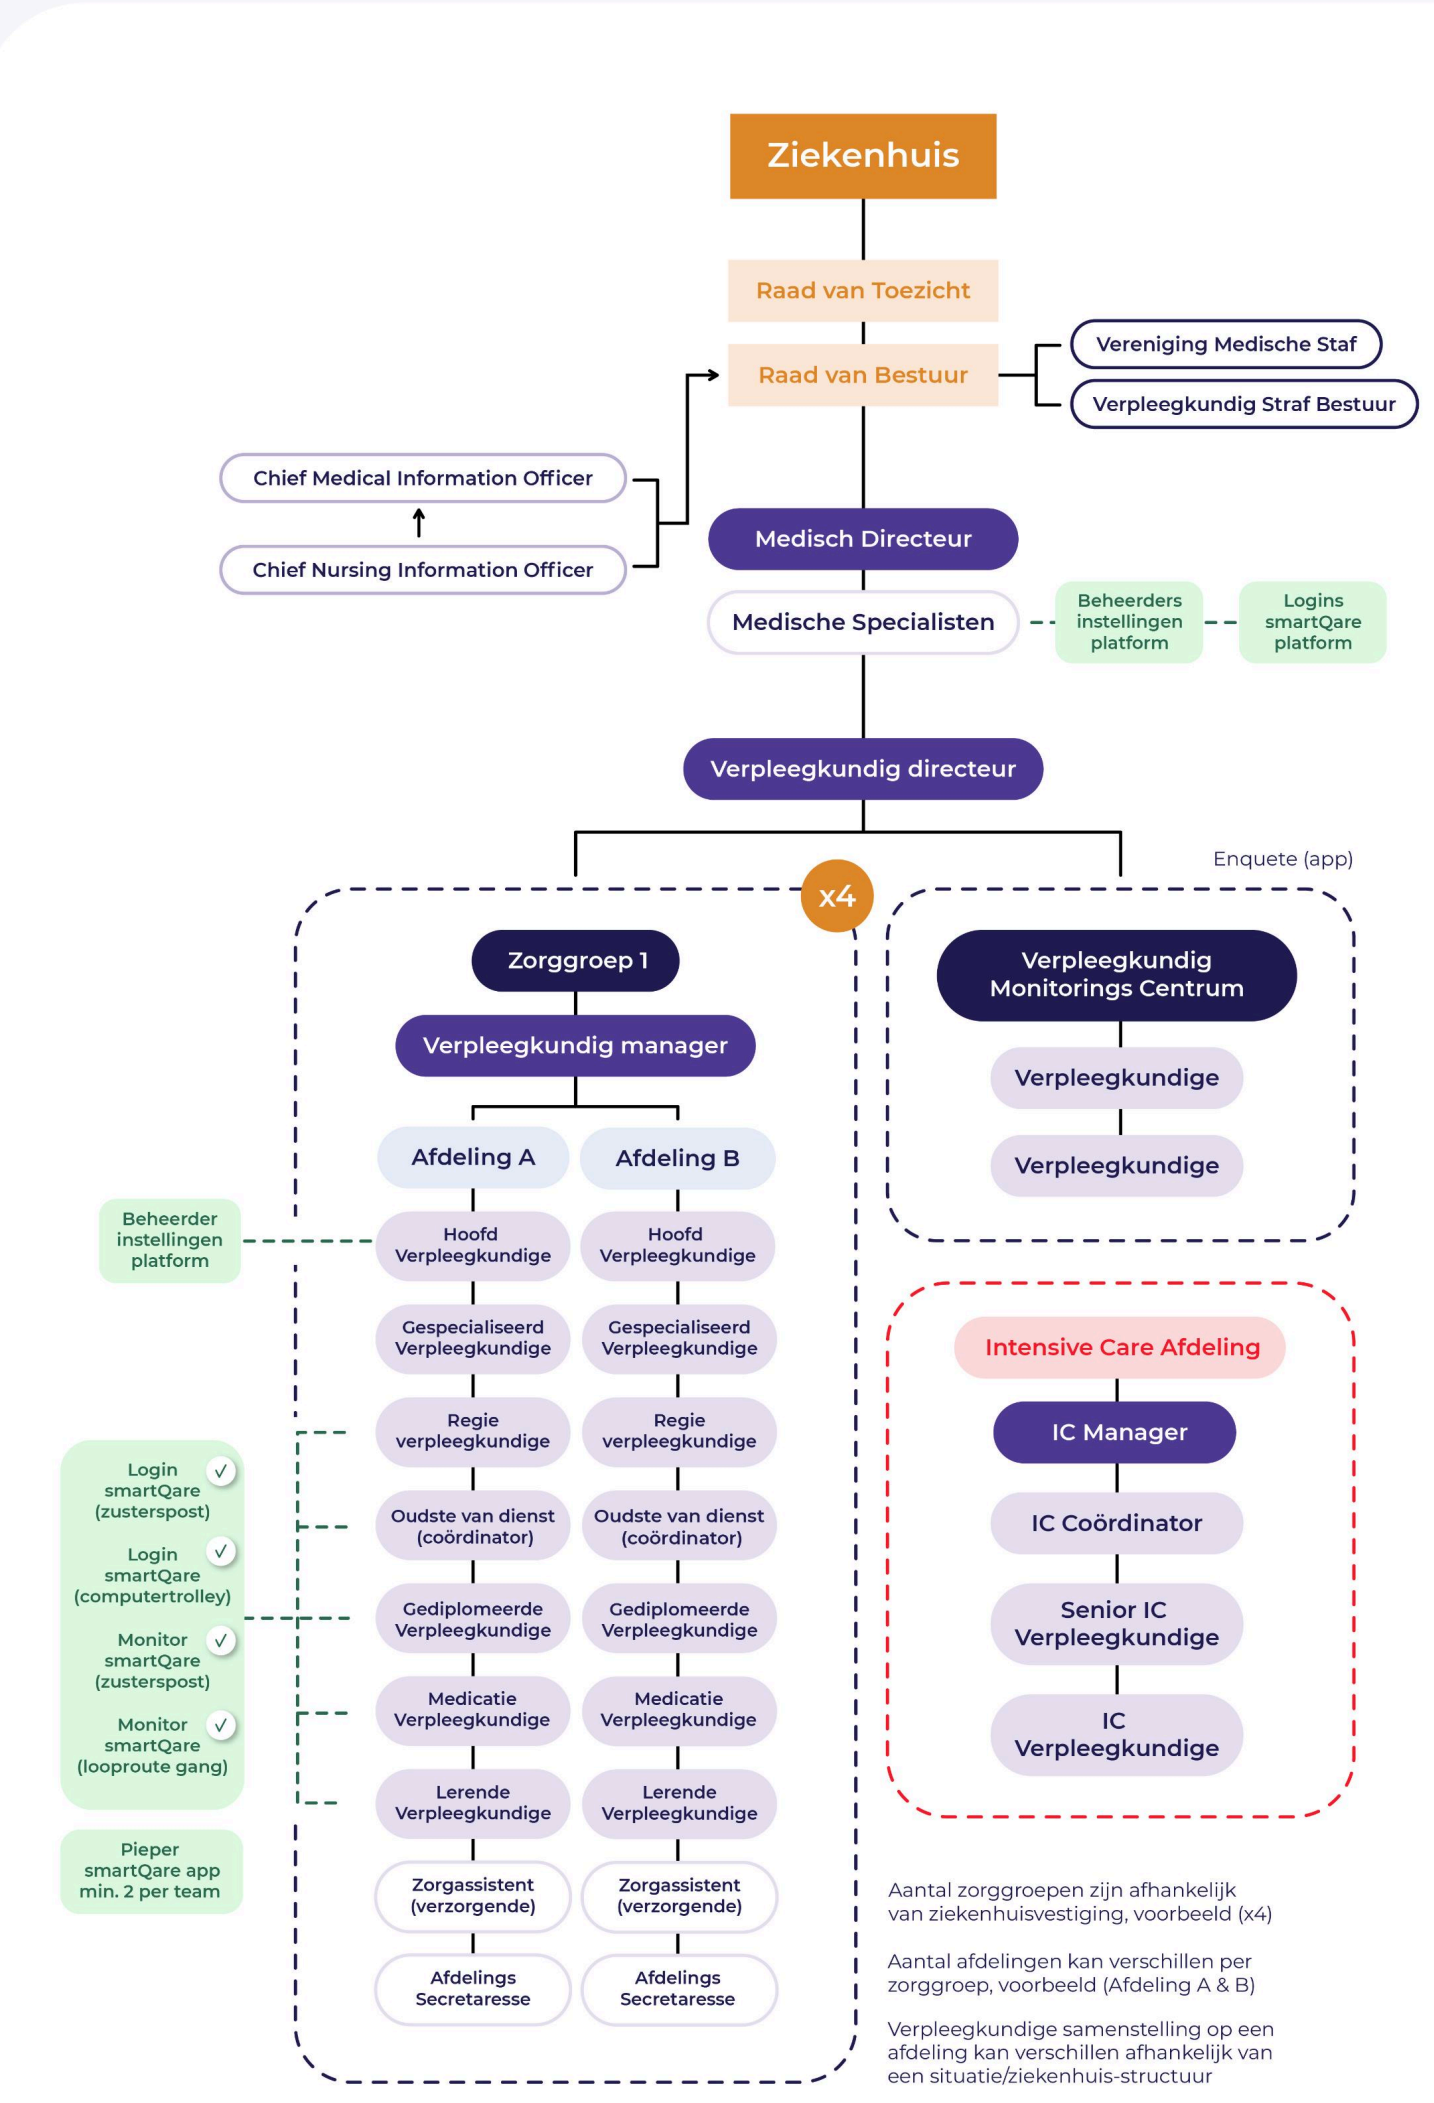 Ziekenhuis
Raad van Toezicht
Raad van Bestuur
Vereniging Medische Staf
Verpleegkundig Straf Bestuur
Chief Medical Information Officer
Chief Nursing Information Officer
Medisch Directeur
Medische Specialisten
Beheerders
instellingen
platform
Logins
smartQare
platform
Verpleegkundig directeur
Enquete (app)
x4
Zorggroep 1
Verpleegkundig manager
Afdeling A
Afdeling B
Beheerder
instellingen
platform
Hoofd
Verpleegkundige
Hoofd
Verpleegkundige
Gespecialiseerd
Verpleegkundige
Gespecialiseerd
Verpleegkundige
Regie
verpleegkundige
Regie
verpleegkundige
Oudste van dienst
(coördinator)
Oudste van dienst
(coördinator)
Gediplomeerde
Verpleegkundige
Gediplomeerde
Verpleegkundige
Medicatie
Verpleegkundige
Medicatie
Verpleegkundige
Lerende
Verpleegkundige
Lerende
Verpleegkundige
Zorgassistent
(verzorgende)
Zorgassistent
(verzorgende)
Afdelings
Secretaresse
Afdelings
Secretaresse
Login
smartQare
(zusterspost)
Login
smartQare
(computertrolley)
Monitor
smartQare
(zusterspost)
Monitor
smartQare
(looproute gang)
Pieper
smartQare app
min. 2 per team
Verpleegkundig
Monitorings Centrum
Verpleegkundige
Verpleegkundige
Intensive Care Afdeling
IC Manager
IC Coördinator
Senior IC
Verpleegkundige
IC
Verpleegkundige
Aantal zorggroepen zijn afhankelijk
van ziekenhuisvestiging, voorbeeld (x4)
Aantal afdelingen kan verschillen per
zorggroep, voorbeeld (Afdeling A & B)
Verpleegkundige samenstelling op een
afdeling kan verschillen afhankelijk van
een situatie/ziekenhuis-structuur